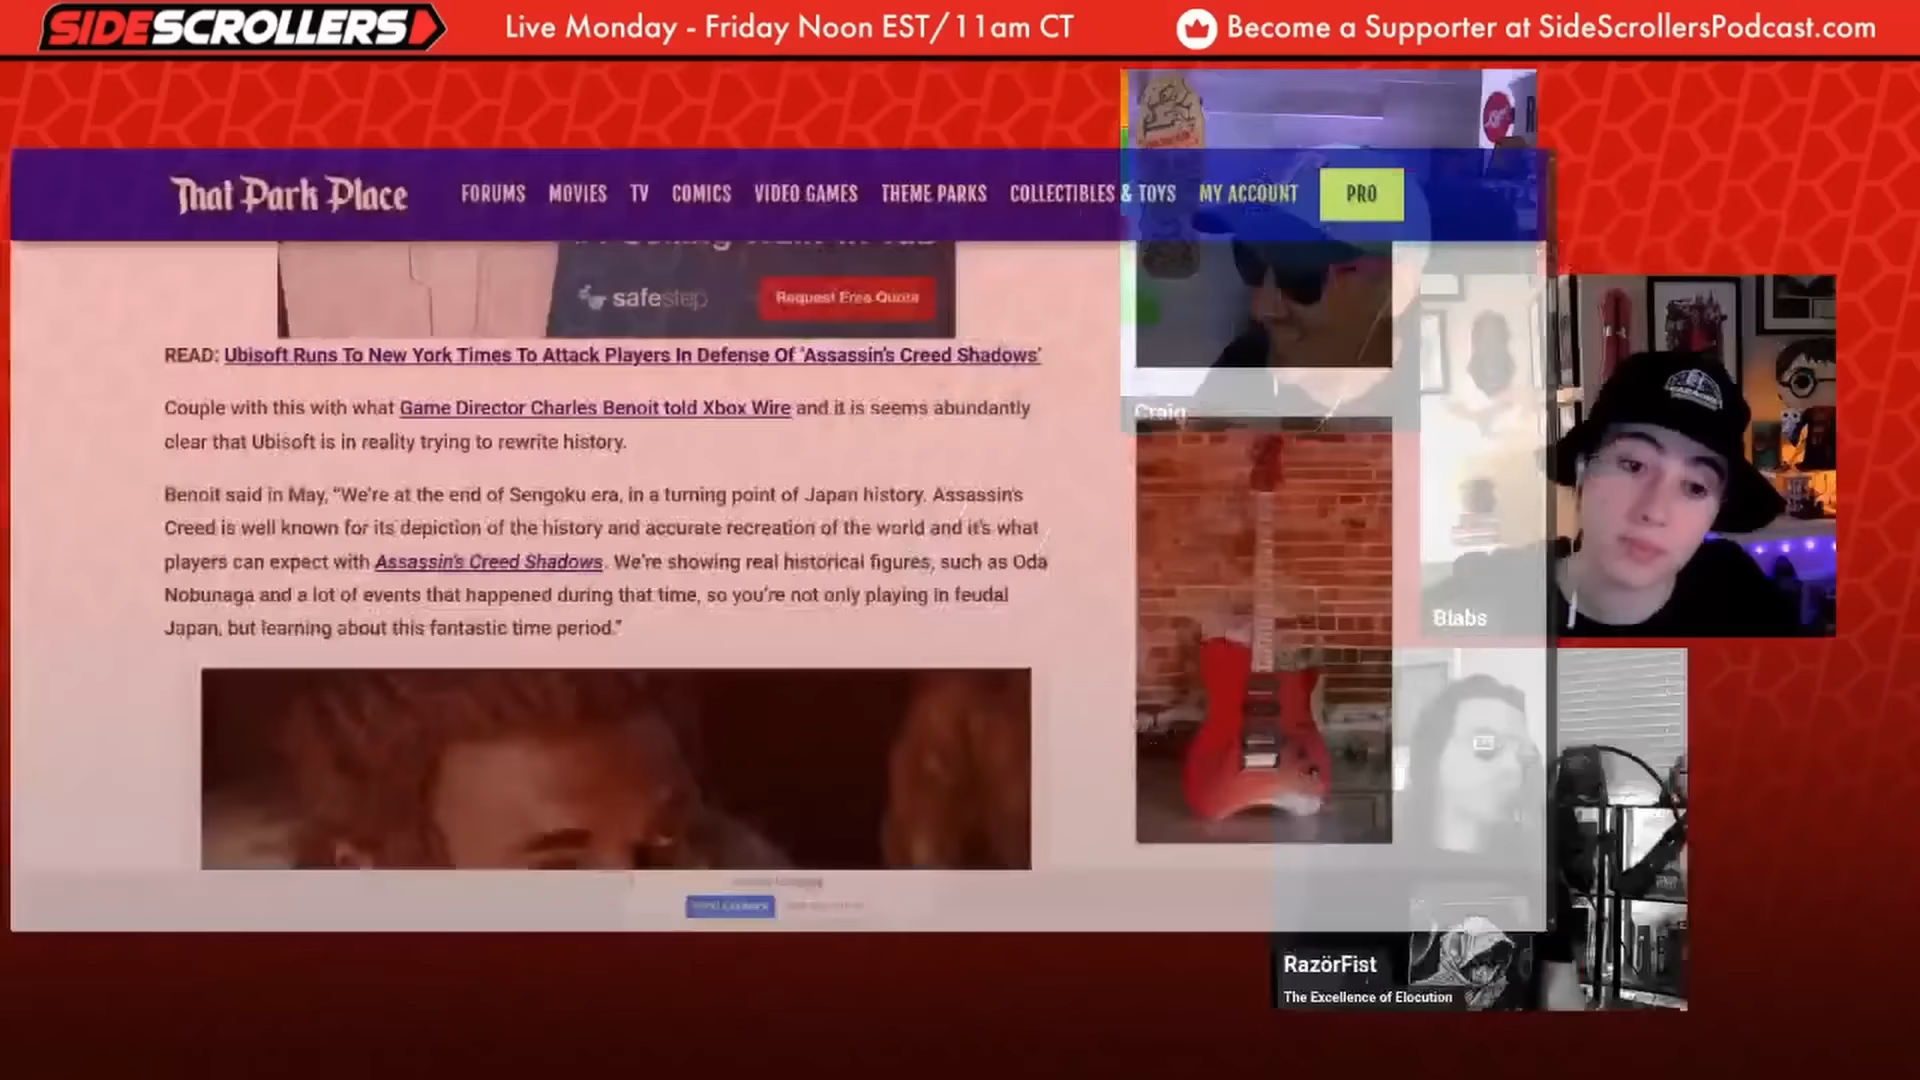 SIDESCROLLERS
Live Monday - Friday Noon EST/11am CT
Become a Supporter at SideScrollersPodcast.com
That Park Place
FORUMS MOVIES TV COMICS VIDEO GAMES THEME PARKS COLLECTIBLES & TOYS MY ACCOUNT PRO
safestep
Request Free Quote
READ: Ubisoft Runs To New York Times To Attack Players In Defense Of ‘Assassin’s Creed Shadows’
Couple with this with what Game Director Charles Benoit told Xbox Wire and it is seems abundantly
clear that Ubisoft is in reality trying to rewrite history.
Benoit said in May, “We’re at the end of Sengoku era, in a turning point of Japan history. Assassin’s
Creed is well known for its depiction of the history and accurate recreation of the world and it’s what
players can expect with Assassin’s Creed Shadows. We’re showing real historical figures, such as Oda
Nobunaga and a lot of events that happened during that time, so you’re not only playing in feudal
Japan, but learning about this fantastic time period.”
Craig
Blabs
RazörFist
The Excellence of Elocution